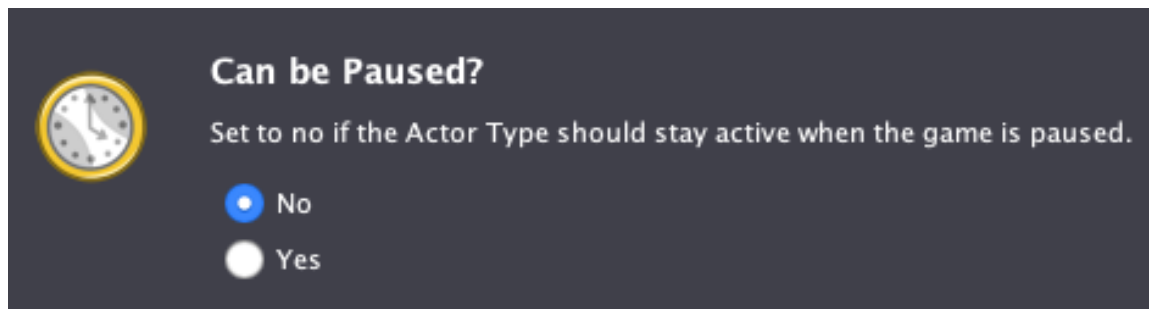 Can be Paused?
Set to no if the Actor Type should stay active when the game is paused.
No
Yes